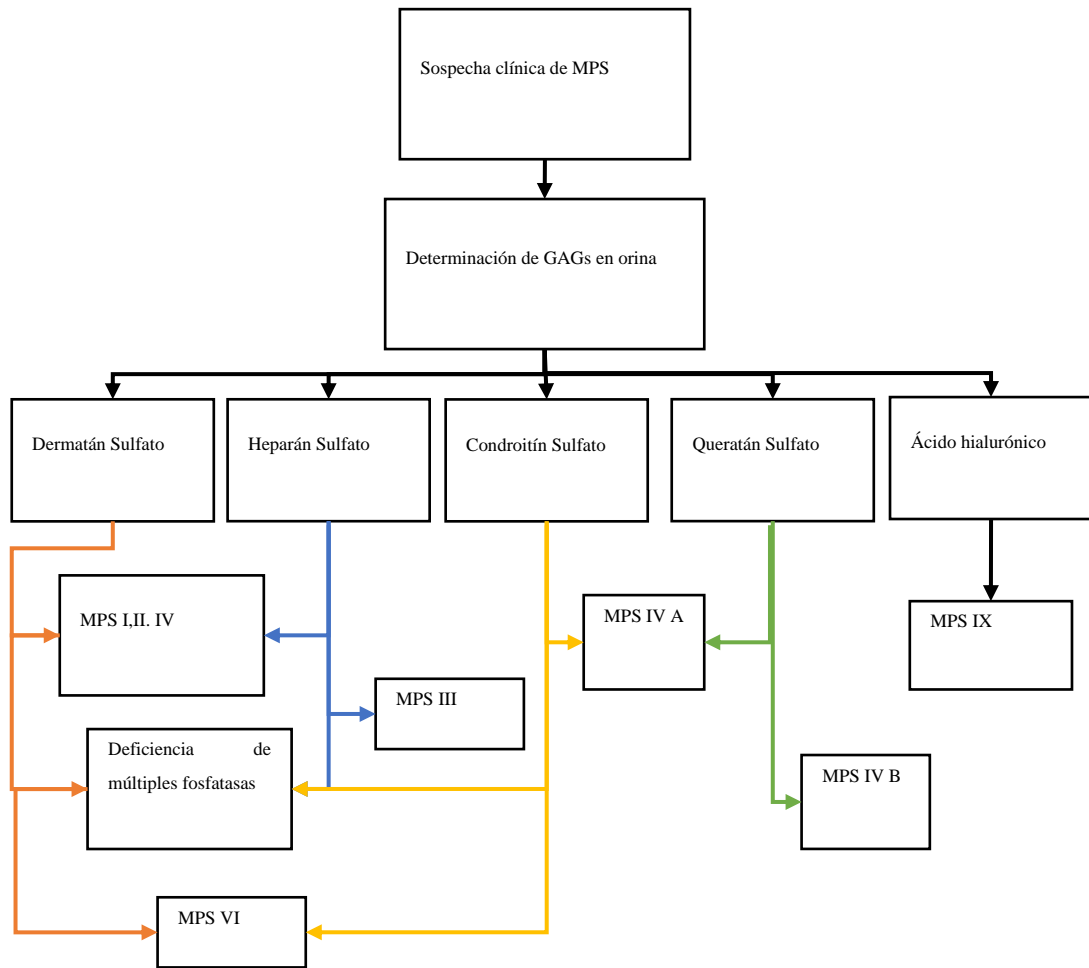 Sospecha clínica de MPS
Determinación de GAGs en orina
Dermatán Sulfato
Heparán Sulfato
Condroitín Sulfato
Queratán Sulfato
Ácido hialurónico
MPS I,II. IV
MPS IV A
MPS IX
MPS III
Deficiencia de
múltiples fosfatasas
MPS IV B
MPS VI